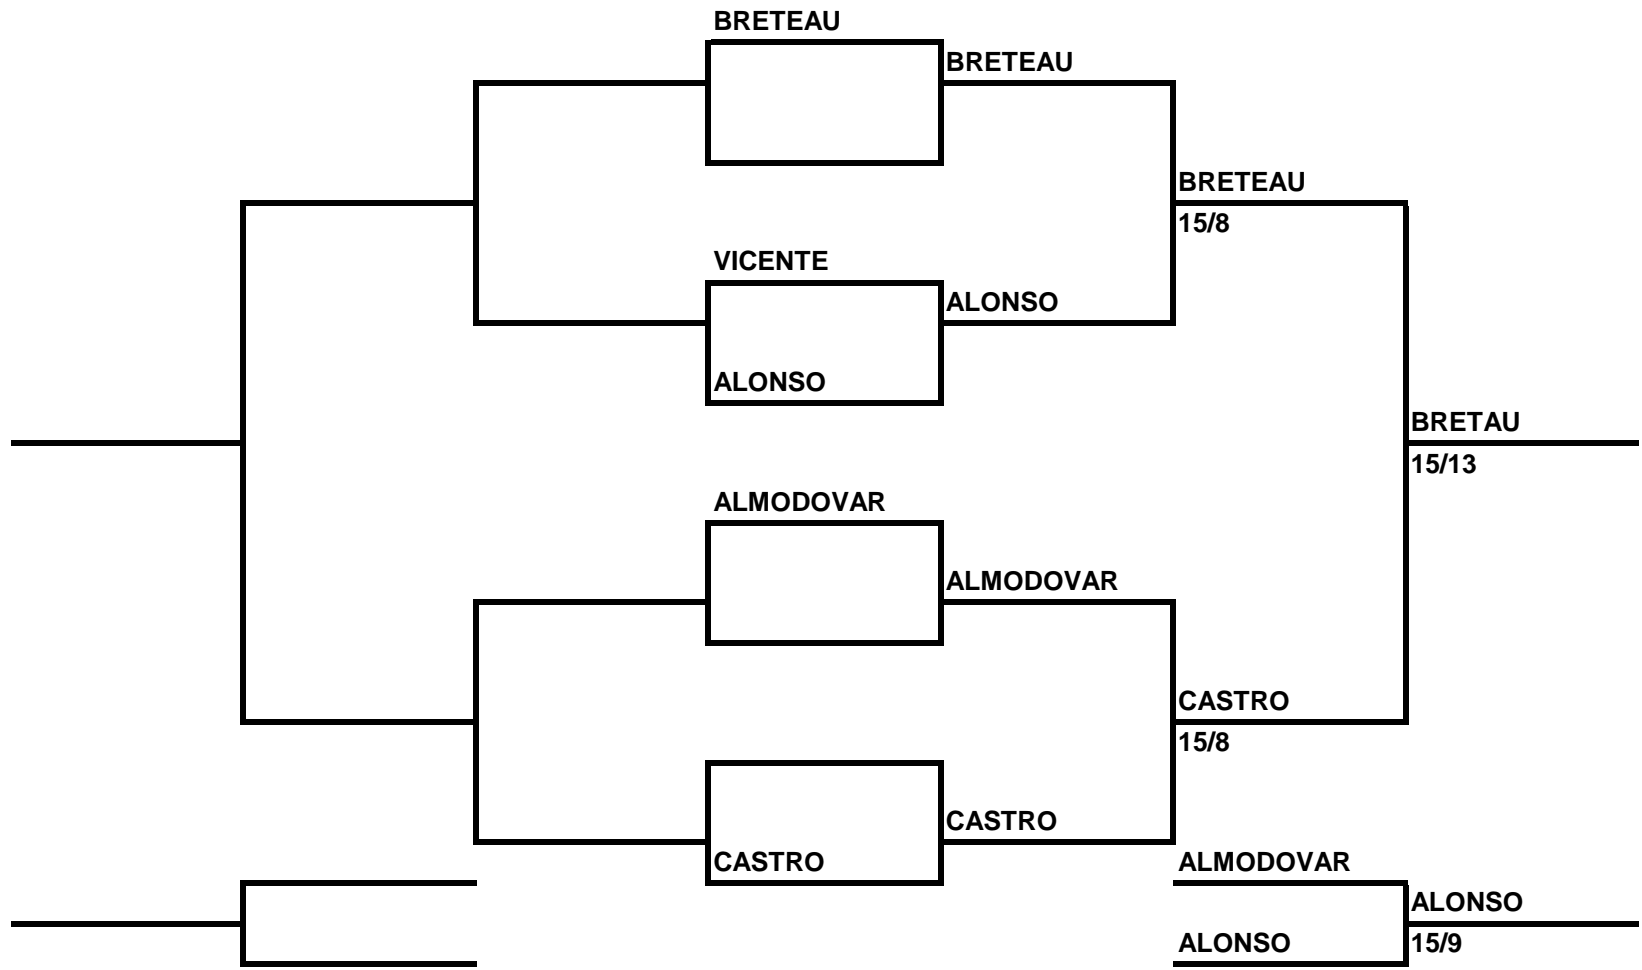 BRETEAU
BRETEAU
BRETEAU
15/8
VICENTE
ALONSO
ALONSO
BRETAU
15/13
ALMODOVAR
ALMODOVAR
CASTRO
15/8
CASTRO
CASTRO
ALMODOVAR
ALONSO
ALONSO
15/9